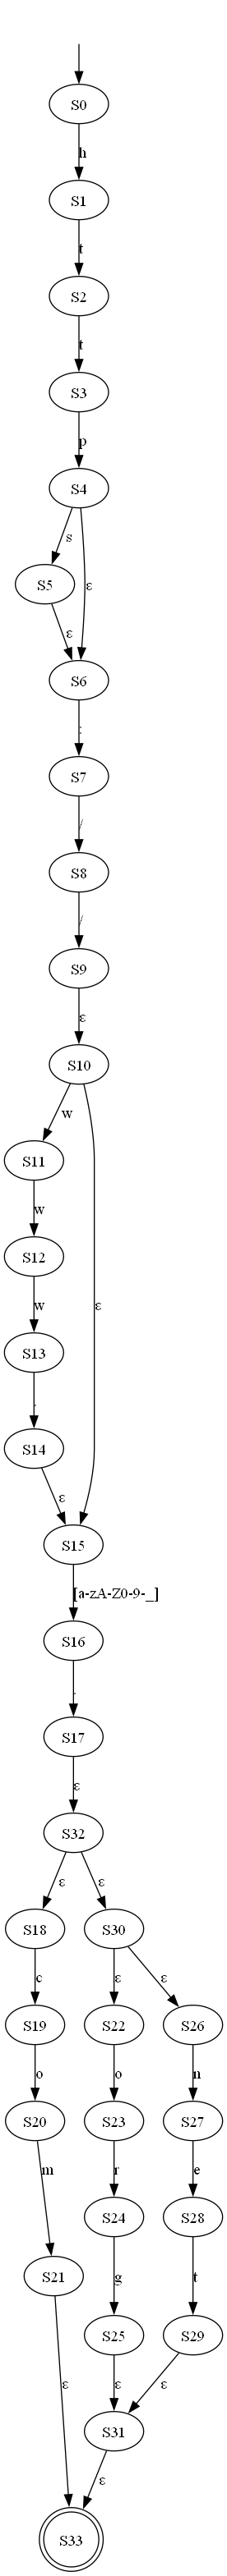 S0
h
S1
t
S2
t
S3
p
S4
s
S5
ε
ε
S6
:
S7
/
S8
/
S9
ε
S10
w
S11
w
S12
w
ε
S13
.
S14
ε
S15
[a-zA-Z0-9-_]
S16
.
S17
ε
S32
ε ε
S18 S30
c ε ε
S19 S22 S26
o o n
S20 S23 S27
m r e
S21 S24 S28
g t
S25 S29
ε ε ε
S31
ε
S33